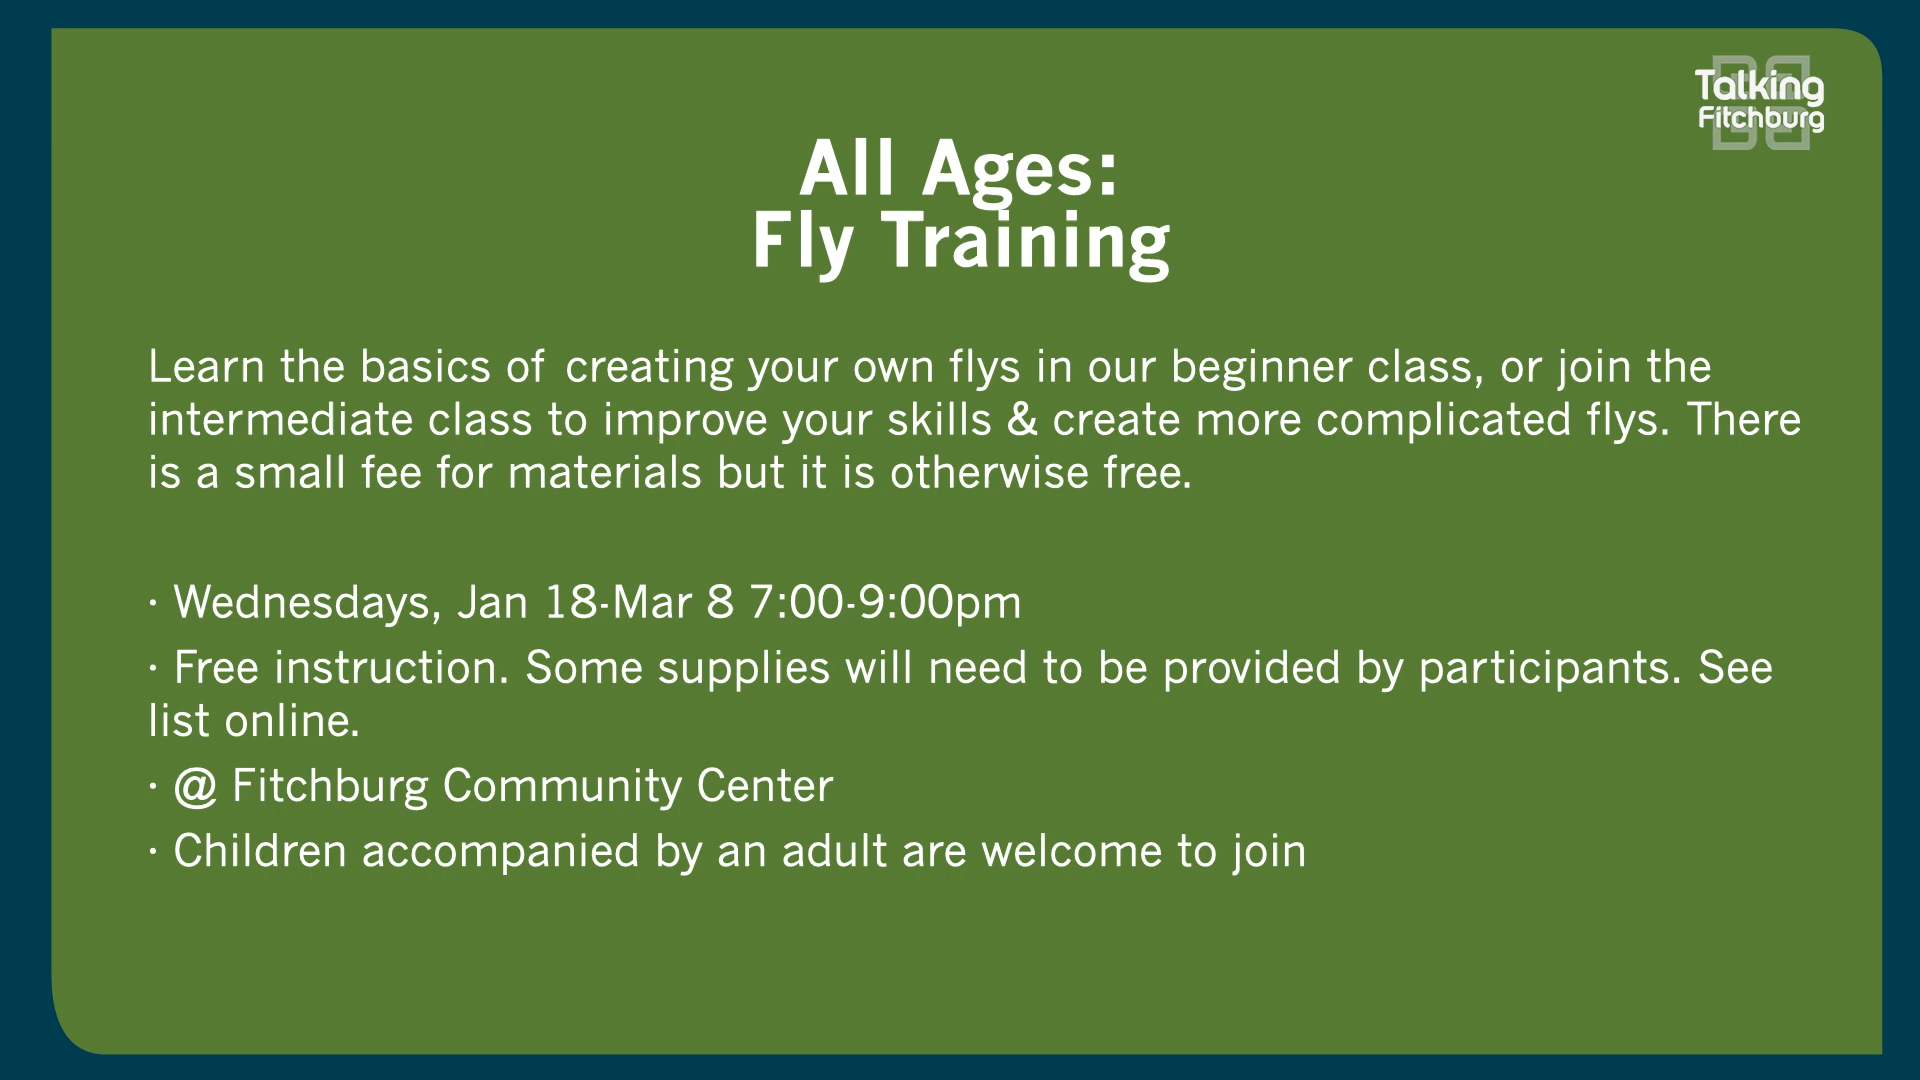 Talking
Fitchburg
All Ages:
Fly Training
Learn the basics of creating your own flys in our beginner class, or join the
intermediate class to improve your skills & create more complicated flys. There
is a small fee for materials but it is otherwise free.
· Wednesdays, Jan 18-Mar 8 7:00-9:00pm
· Free instruction. Some supplies will need to be provided by participants. See
list online.
· @ Fitchburg Community Center
· Children accompanied by an adult are welcome to join